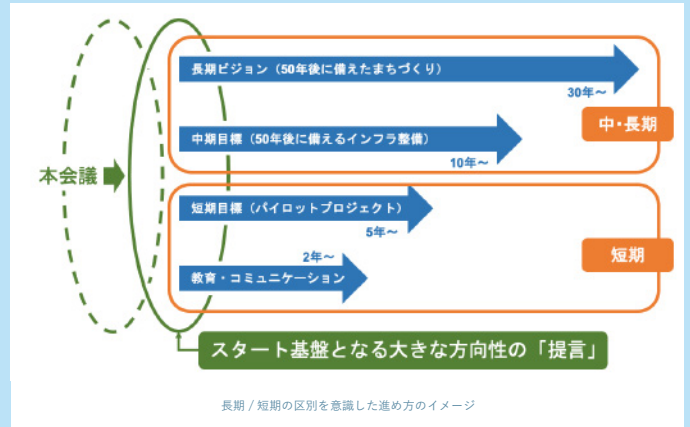 長期ビジョン（50年後に備えたまちづくり）
30年～
中・長期
中期目標（50年後に備えるインフラ整備）
10年～
本会議
短期目標（パイロットプロジェクト）
5年～
短期
2年～
教育・コミュニケーション
スタート基盤となる大きな方向性の「提言」
長期 / 短期の区別を意識した進め方のイメージ